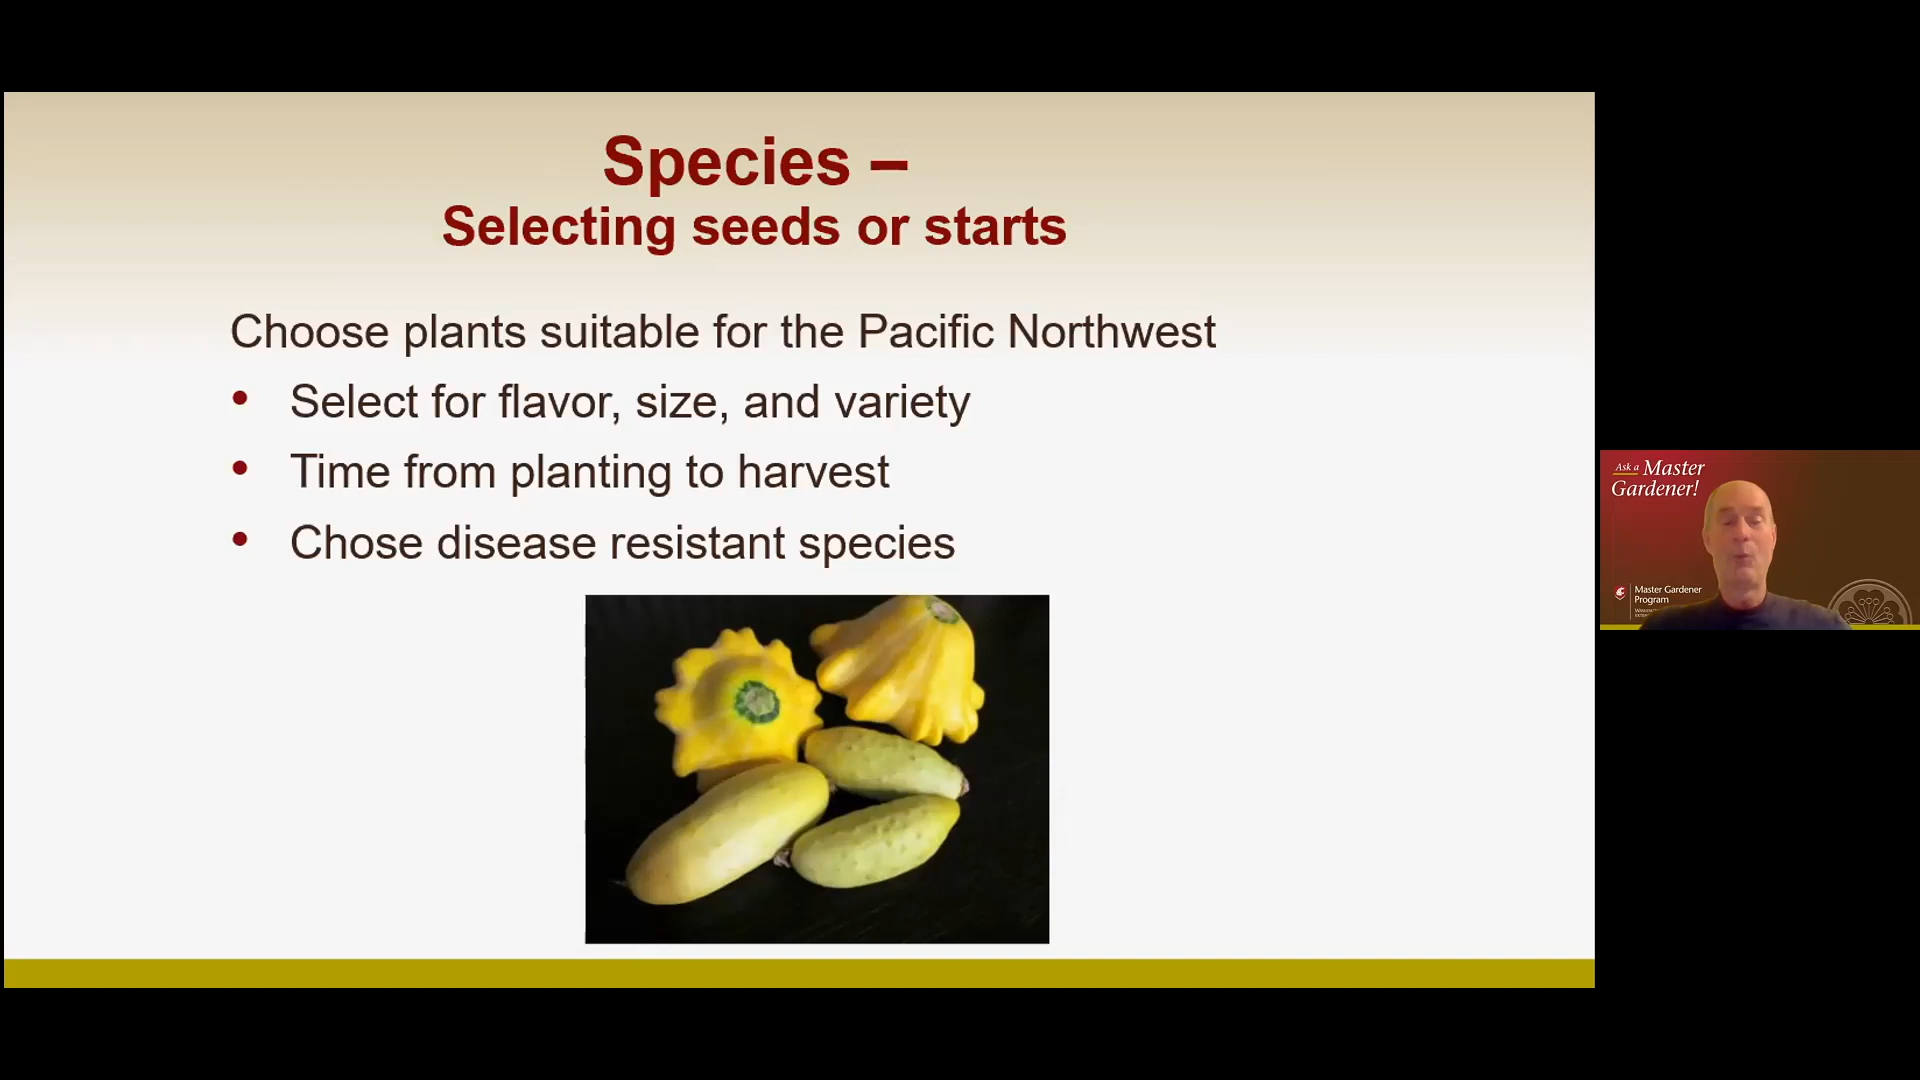 Species –
Selecting seeds or starts
Choose plants suitable for the Pacific Northwest
• Select for flavor, size, and variety
• Time from planting to harvest
• Chose disease resistant species
Ask a Master
Gardener!
Master Gardener
Program